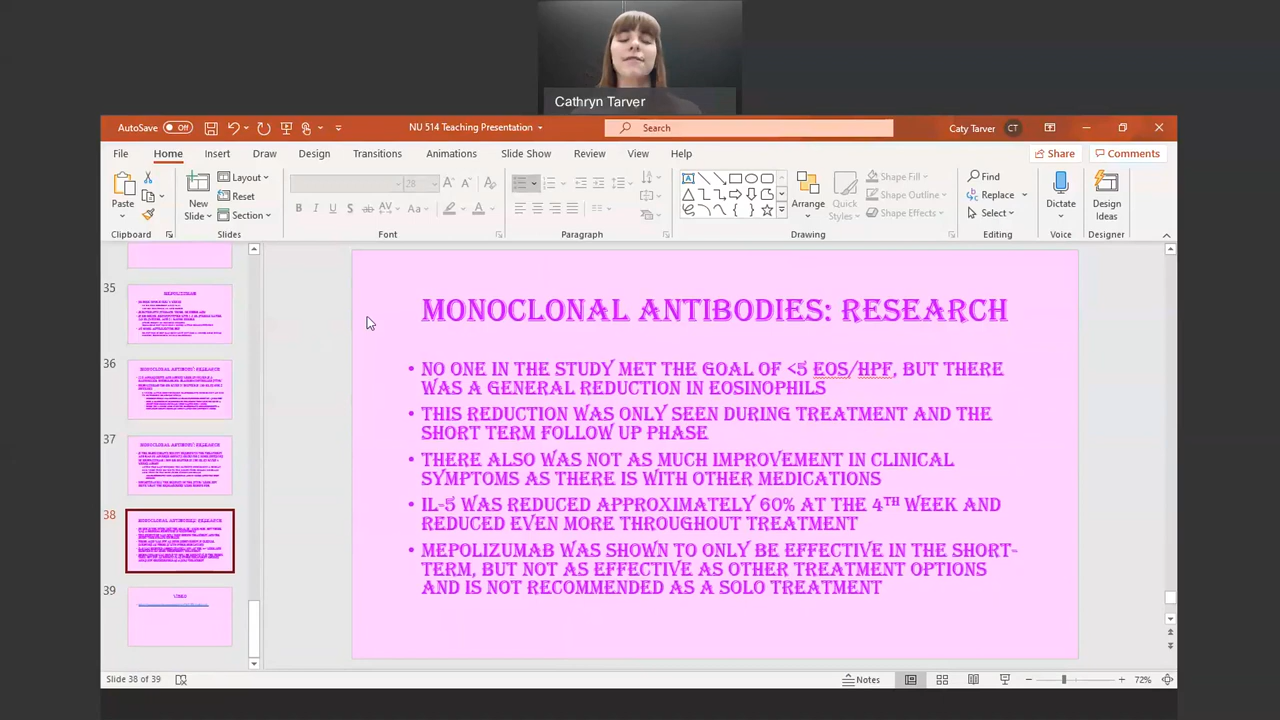 Cathryn Tarver
AutoSave Off
NU 514 Teaching Presentation
Search
Caty Tarver CT
File Home Insert Draw Design Transitions Animations Slide Show Review View Help
Share Comments
Paste
New
Slide
Layout
Reset
Section
28
Aa
Arrange
Quick
Styles
Shape Fill
Shape Outline
Shape Effects
Find
Replace
Select
Dictate
Design
Ideas
Clipboard Slides Font Paragraph Drawing Editing Voice Designer
35
36
37
38
39
MONOCLONAL ANTIBODIES: RESEARCH
• NO ONE IN THE STUDY MET THE GOAL OF <5 EOS/HPF, BUT THERE
WAS A GENERAL REDUCTION IN EOSINOPHILS
• THIS REDUCTION WAS ONLY SEEN DURING TREATMENT AND THE
SHORT TERM FOLLOW UP PHASE
• THERE ALSO WAS NOT AS MUCH IMPROVEMENT IN CLINICAL
SYMPTOMS AS THERE IS WITH OTHER MEDICATIONS
• IL-5 WAS REDUCED APPROXIMATELY 60% AT THE 4TH WEEK AND
REDUCED EVEN MORE THROUGHOUT TREATMENT
• MEPOLIZUMAB WAS SHOWN TO ONLY BE EFFECTIVE IN THE SHORT-
TERM, BUT NOT AS EFFECTIVE AS OTHER TREATMENT OPTIONS
AND IS NOT RECOMMENDED AS A SOLO TREATMENT
Slide 38 of 39
Notes
72%